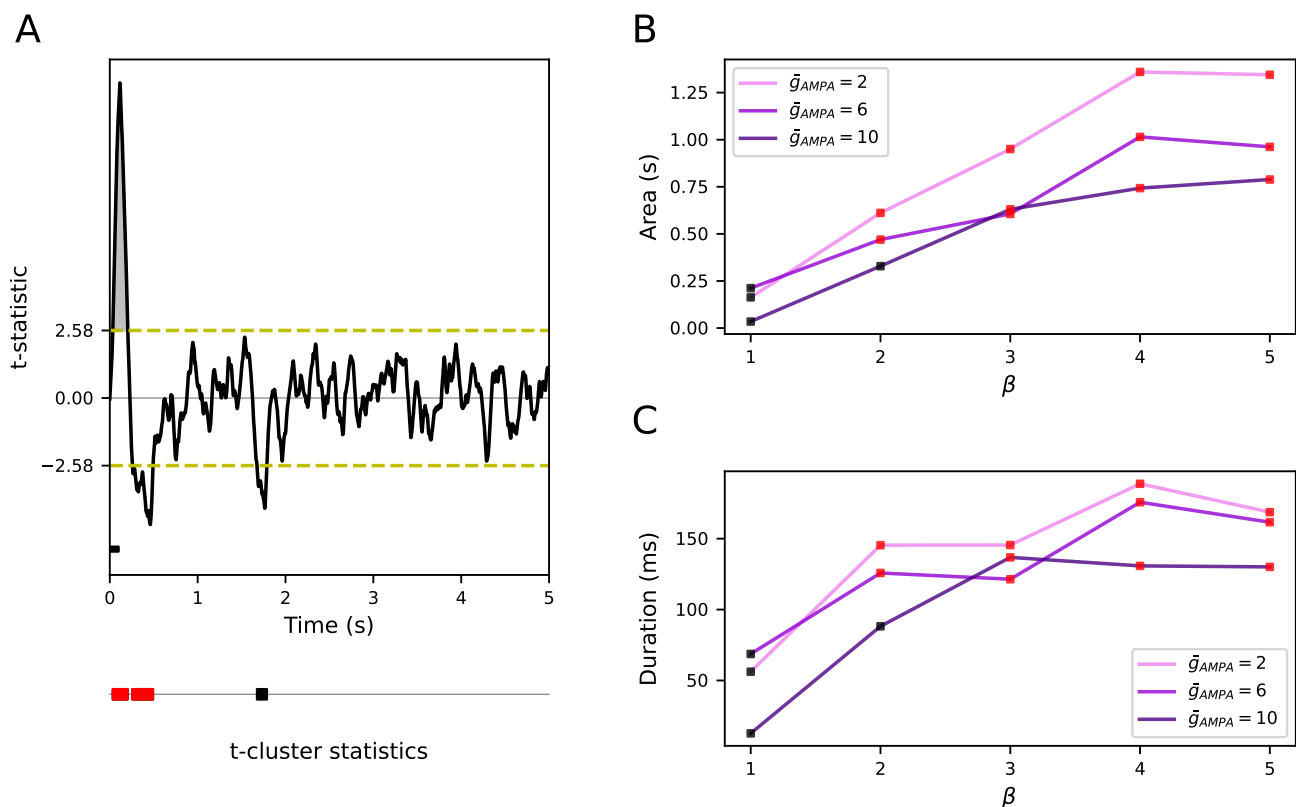 A
t-statistic
2.58
0.00
−2.58
0 1 2 3 4 5
Time (s)
t-cluster statistics
B
Area (s)
1.25
1.00
0.75
0.50
0.25
0.00
ḡ_AMPA = 2
ḡ_AMPA = 6
ḡ_AMPA = 10
1 2 3 4 5
β
C
Duration (ms)
150
100
50
ḡ_AMPA = 2
ḡ_AMPA = 6
ḡ_AMPA = 10
1 2 3 4 5
β